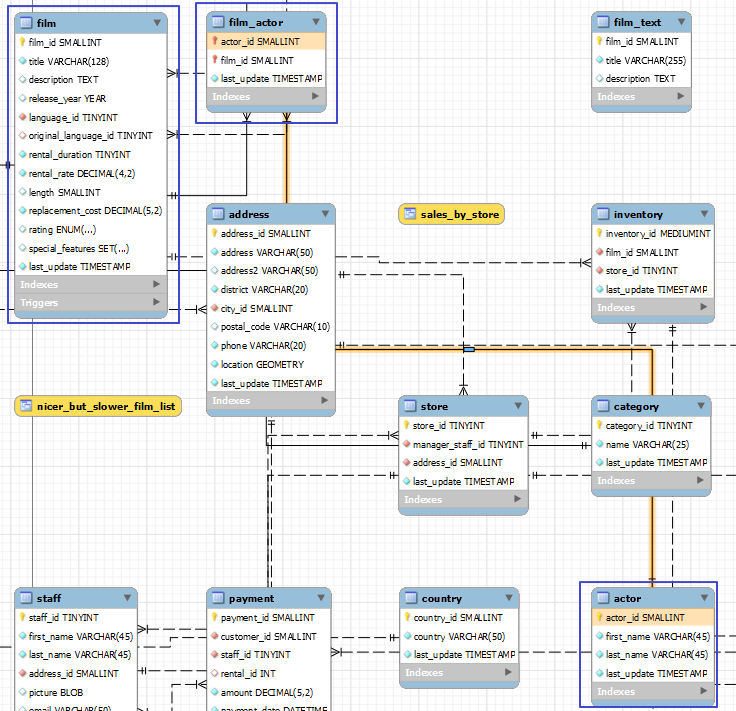 film
film_id SMALLINT
title VARCHAR(128)
description TEXT
release_year YEAR
language_id TINYINT
original_language_id TINYINT
rental_duration TINYINT
rental_rate DECIMAL(4,2)
length SMALLINT
replacement_cost DECIMAL(5,2)
rating ENUM(...)
special_features SET(...)
last_update TIMESTAMP
Indexes
Triggers
film_actor
actor_id SMALLINT
film_id SMALLINT
last_update TIMESTAMP
Indexes
film_text
film_id SMALLINT
title VARCHAR(255)
description TEXT
Indexes
address
address_id SMALLINT
address VARCHAR(50)
address2 VARCHAR(50)
district VARCHAR(20)
city_id SMALLINT
postal_code VARCHAR(10)
phone VARCHAR(20)
location GEOMETRY
last_update TIMESTAMP
Indexes
sales_by_store
inventory
inventory_id MEDIUMINT
film_id SMALLINT
store_id TINYINT
last_update TIMESTAMP
Indexes
nicer_but_slower_film_list
store
store_id TINYINT
manager_staff_id TINYINT
address_id SMALLINT
last_update TIMESTAMP
Indexes
category
category_id TINYINT
name VARCHAR(25)
last_update TIMESTAMP
Indexes
staff
staff_id TINYINT
first_name VARCHAR(45)
last_name VARCHAR(45)
address_id SMALLINT
picture BLOB
email VARCHAR(50)
payment
payment_id SMALLINT
customer_id SMALLINT
staff_id TINYINT
rental_id INT
amount DECIMAL(5,2)
payment_date DATETIME
country
country_id SMALLINT
country VARCHAR(50)
last_update TIMESTAMP
Indexes
actor
actor_id SMALLINT
first_name VARCHAR(45)
last_name VARCHAR(45)
last_update TIMESTAMP
Indexes